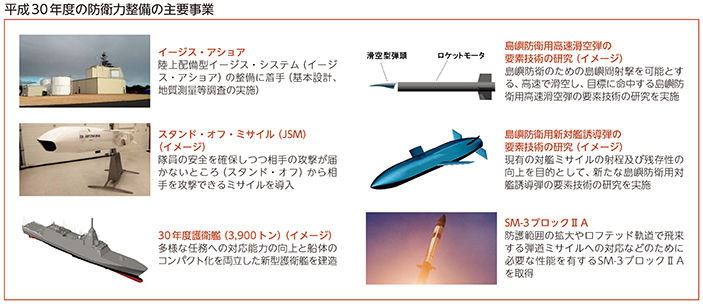 平成30年度の防衛力整備の主要事業
イージス・アショア
陸上配備型イージス・システム（イージ
ス・アショア）の整備に着手（基本設計、
地質測量等調査の実施）
スタンド・オフ・ミサイル（JSM）
（イメージ）
隊員の安全を確保しつつ相手の攻撃が届
かないところ（スタンド・オフ）から相
手を攻撃できるミサイルを導入
30年度護衛艦（3,900トン）（イメージ）
多様な任務への対応能力の向上と船体の
コンパクト化を両立した新型護衛艦を建造
滑空型弾頭
ロケットモータ
島嶼防衛用高速滑空弾の
要素技術の研究（イメージ）
島嶼防衛のための島嶼間射撃を可能とす
る、高速で滑空し、目標に命中する島嶼防
衛用高速滑空弾の要素技術の研究を実施
島嶼防衛用新対艦誘導弾の
要素技術の研究（イメージ）
現有の対艦ミサイルの射程及び残存性の
向上を目的として、新たな島嶼防衛用対
艦誘導弾の要素技術の研究を実施
SM-3ブロックⅡA
防護範囲の拡大やロフテッド軌道で飛来
する弾道ミサイルへの対応などのために
必要な性能を有するSM-3ブロックⅡA
を取得